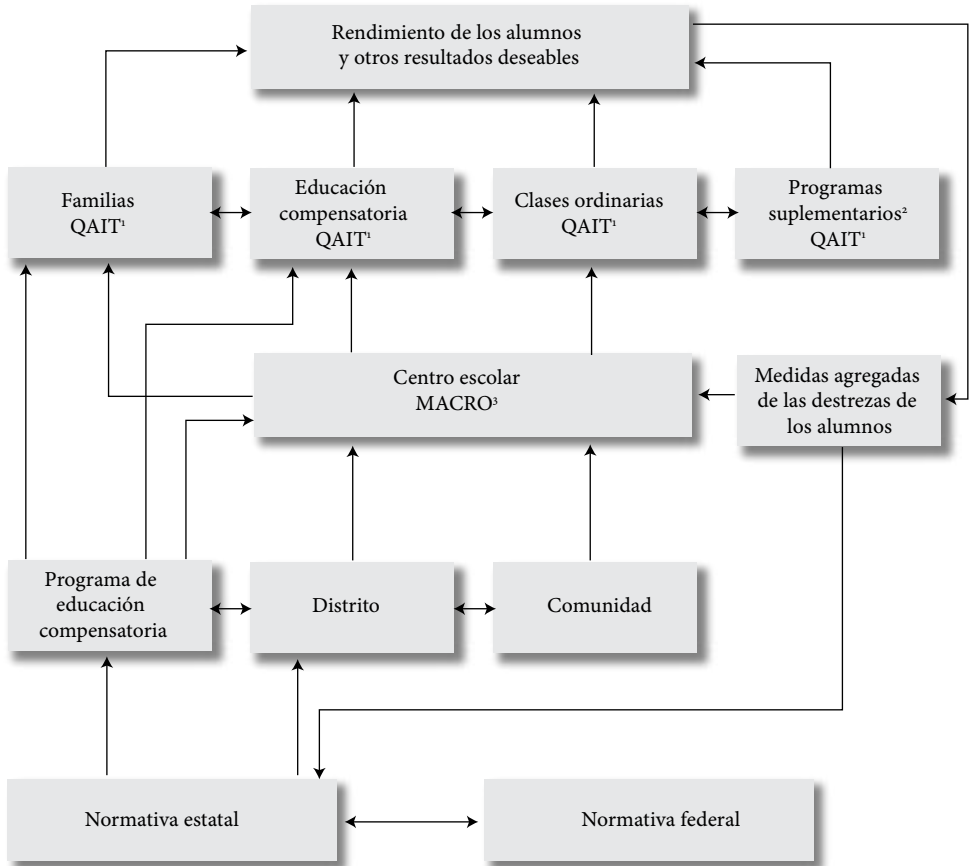 Rendimiento de los alumnos
y otros resultados deseables
Familias
QAIT¹
Educación
compensatoria
QAIT¹
Clases ordinarias
QAIT¹
Programas
suplementarios²
QAIT¹
Centro escolar
MACRO³
Medidas agregadas
de las destrezas de
los alumnos
Programa de
educación
compensatoria
Distrito
Comunidad
Normativa estatal
Normativa federal